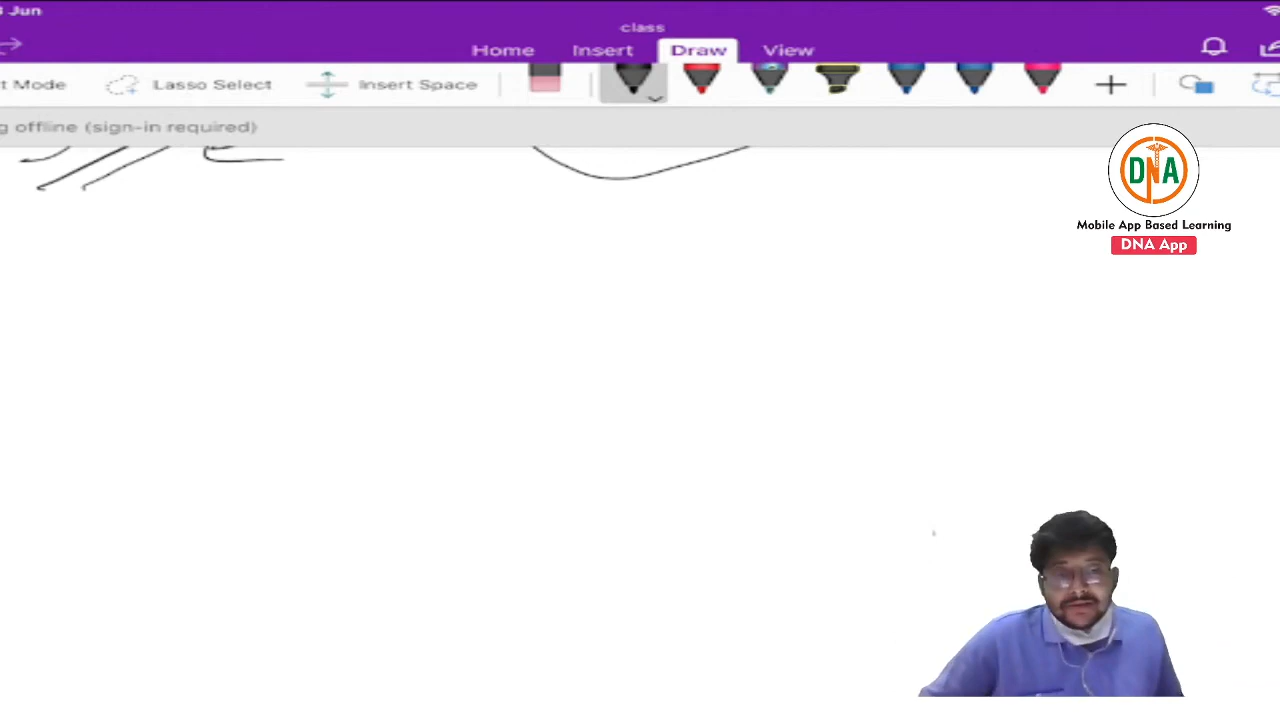 3 Jun
class
Home Insert Draw View
t Mode Lasso Select Insert Space
g offline (sign-in required)
DNA
Mobile App Based Learning
DNA App